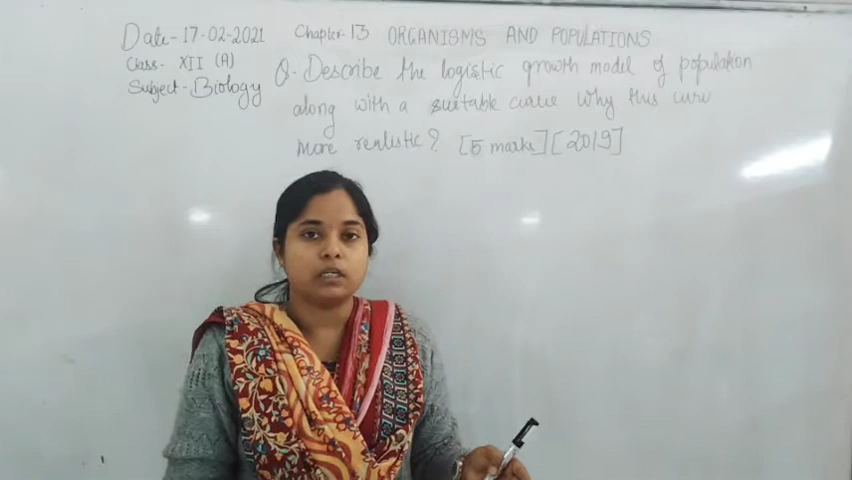 Date-17-02-2021
Class- XII (A)
Subject-Biology
Chapter-13 ORGANISMS AND POPULATIONS
Q. Describe the logistic growth model of population
along with a suitable curve why this curv
more realistic? [5 marks][2019]